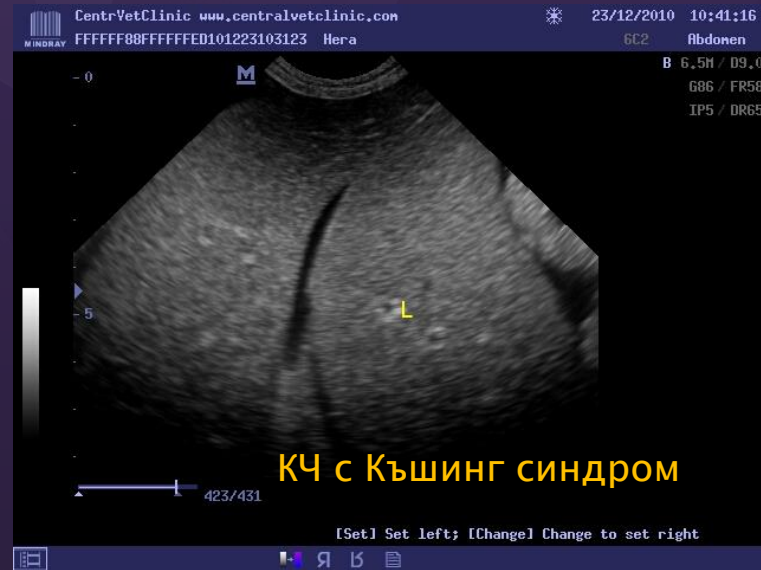 CentrVetClinic www.centralvetclinic.com 23/12/2010 10:41:16
MINDRAY FFFFFF88FFFFFFED101223103123 Hera 6C2 Abdomen
B 6.5M / D9.0
G86 / FR58
IP5 / DR65
M
0
5
L
КЧ с Къшинг синдром
423/431
[Set] Set left; [Change] Change to set right